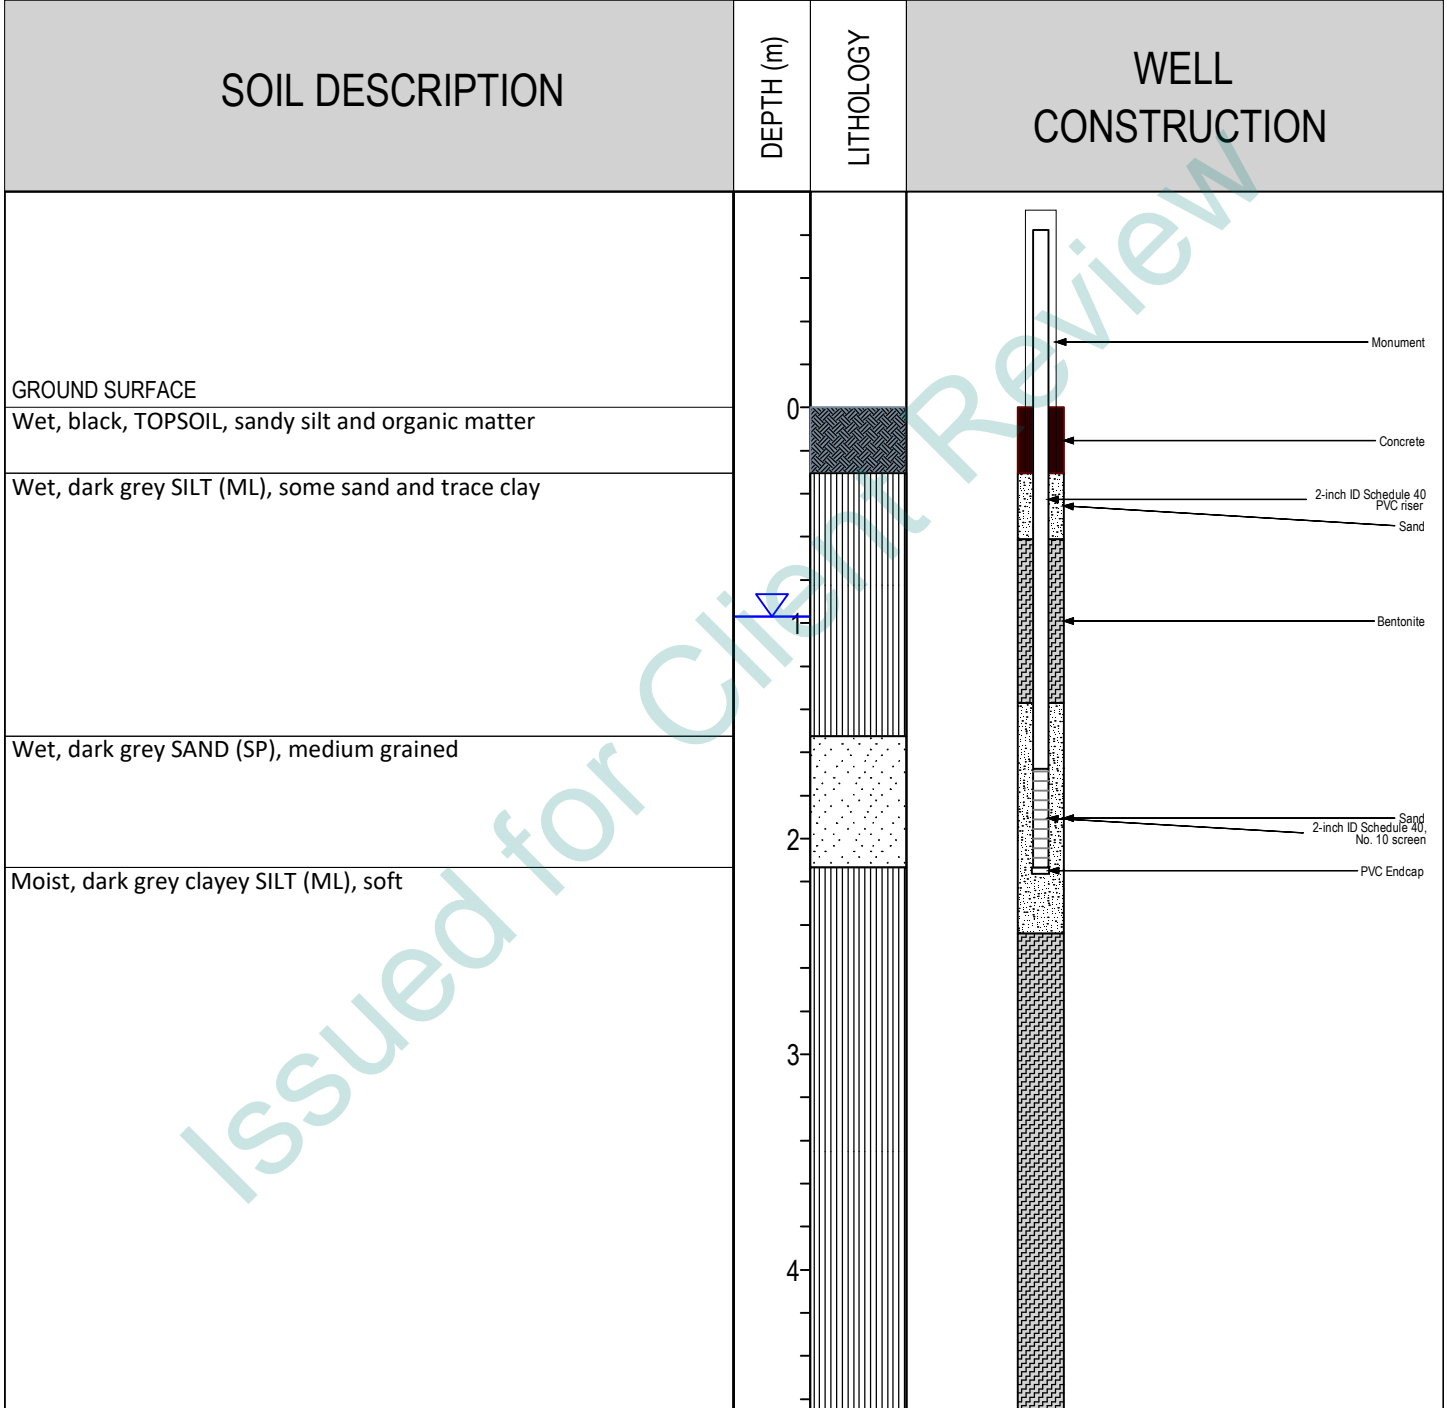 SOIL DESCRIPTION
DEPTH (m)
LITHOLOGY
WELL
CONSTRUCTION
Monument
GROUND SURFACE
0
Wet, black, TOPSOIL, sandy silt and organic matter
Concrete
Wet, dark grey SILT (ML), some sand and trace clay
2-inch ID Schedule 40
PVC riser
Sand
1
Bentonite
Wet, dark grey SAND (SP), medium grained
Sand
2-inch ID Schedule 40,
No. 10 screen
2
PVC Endcap
Moist, dark grey clayey SILT (ML), soft
3
4
Issued for Client Review